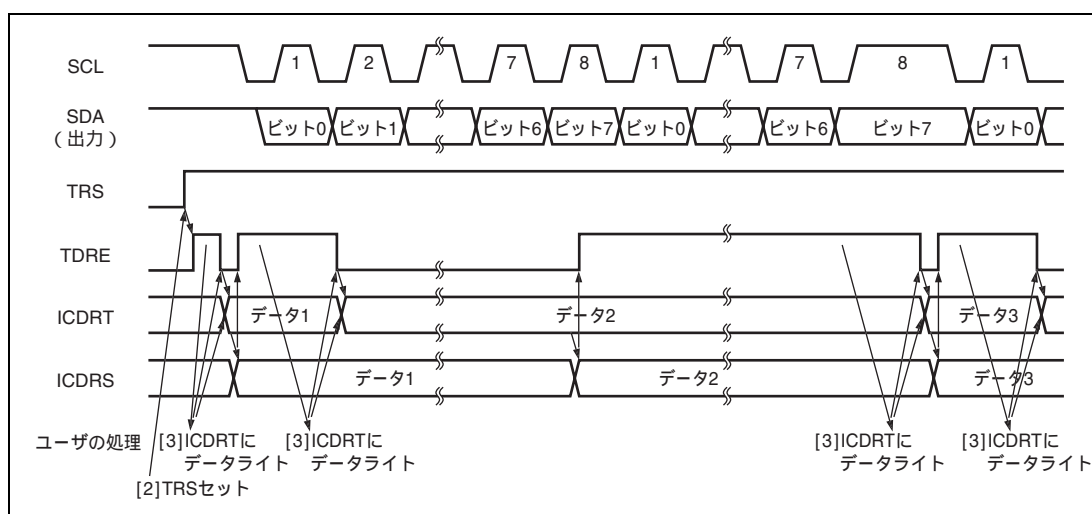 SCL 1 2 7 8 1 7 8 1
SDA
(出力) ビット0 ビット1 ビット6 ビット7 ビット0 ビット6 ビット7 ビット0
TRS
TDRE
ICDRT データ1 データ2 データ3
ICDRS データ1 データ2 データ3
ユーザの処理 [3]ICDRTに [3]ICDRTに [3]ICDRTに [3]ICDRTに
データライト データライト データライト データライト
[2]TRSセット